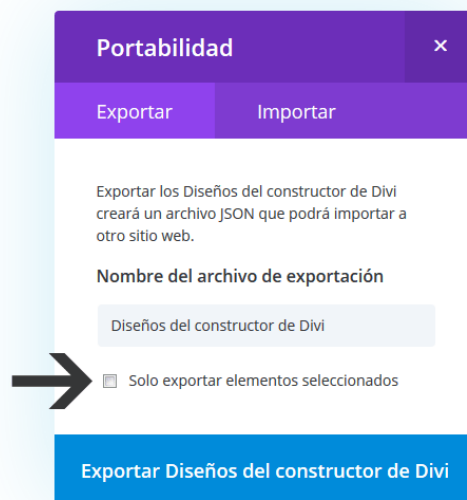 Portabilidad ×
Exportar Importar
Exportar los Diseños del constructor de Divi
creará un archivo JSON que podrá importar a
otro sitio web.
Nombre del archivo de exportación
Diseños del constructor de Divi
Solo exportar elementos seleccionados
Exportar Diseños del constructor de Divi